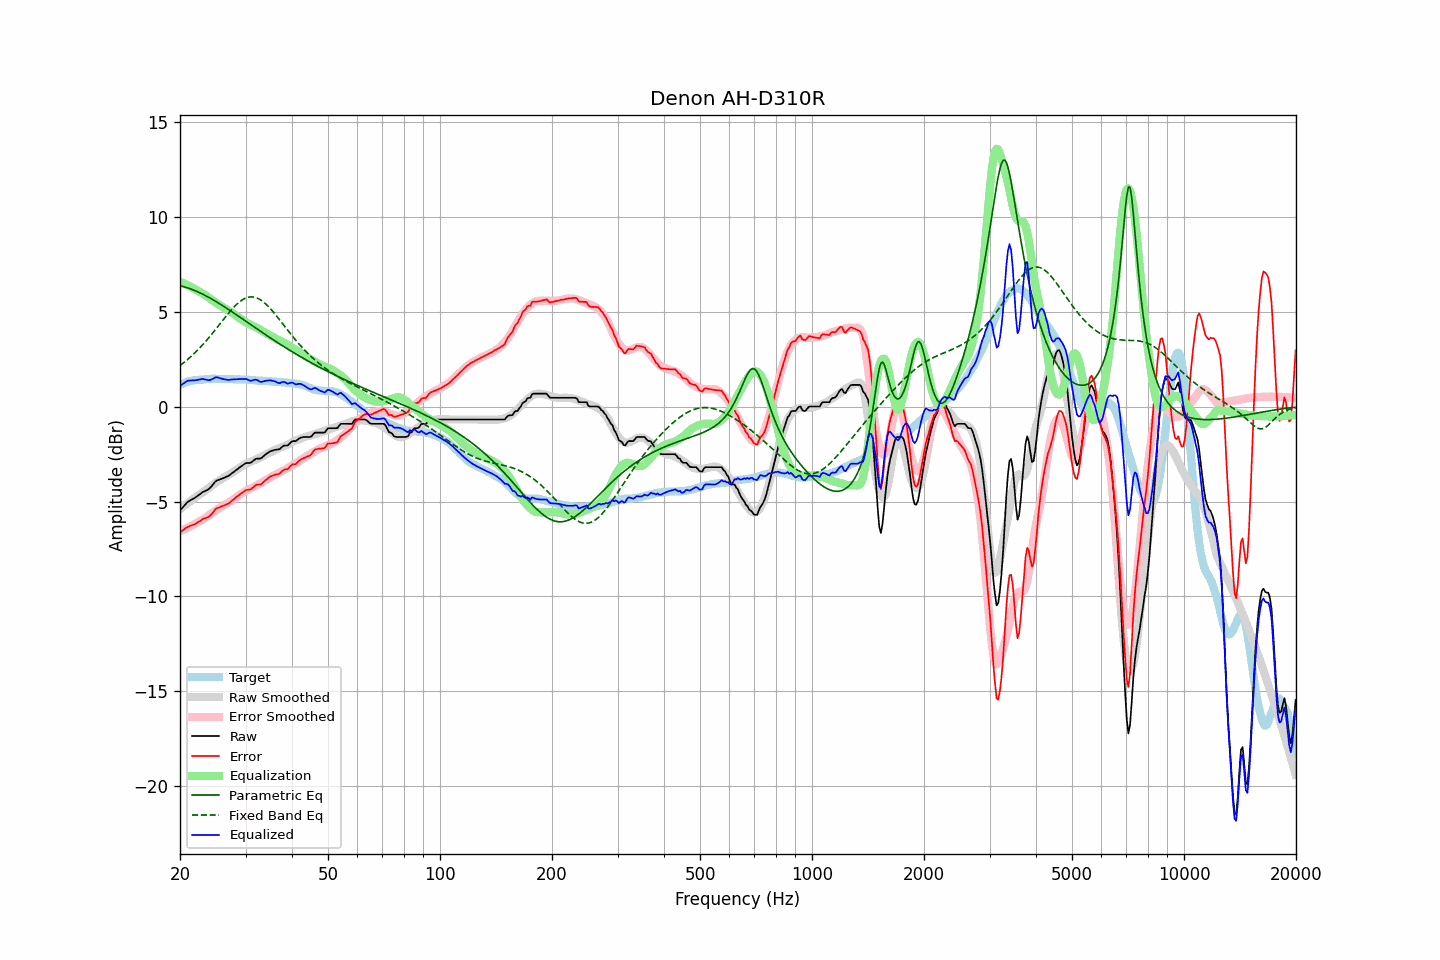 Denon AH-D310R
Amplitude (dBr)
15
10
5
0
−5
−10
−15
−20
Target
Raw Smoothed
Error Smoothed
Raw
Error
Equalization
Parametric Eq
Fixed Band Eq
Equalized
20 50 100 200 500 1000 2000 5000 10000 20000
Frequency (Hz)